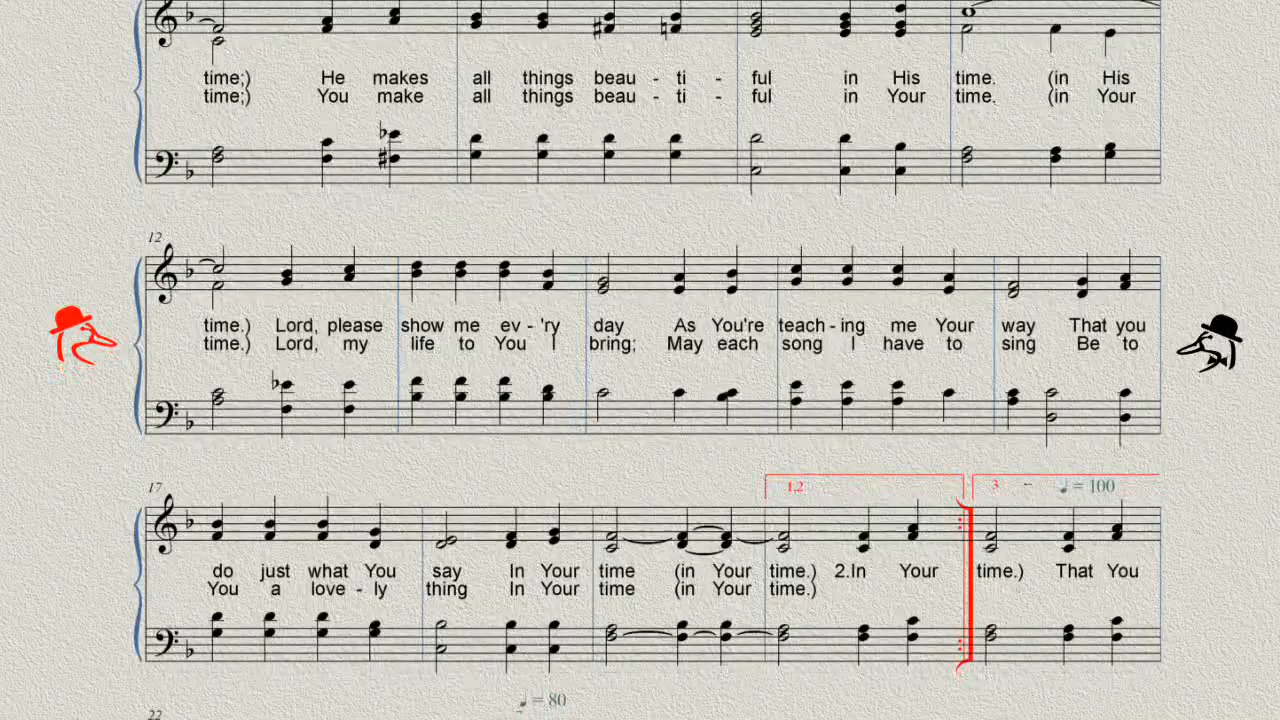 time;) He makes all things beau - ti - ful in His time. (in His
time;) You make all things beau - ti - ful in Your time. (in Your
12
time.) Lord, please show me ev - 'ry day As You're teach - ing me Your way That you
time.) Lord, my life to You I bring; May each song I have to sing Be to
17
1,2
3 = 100
do just what You say In Your time (in Your time.) 2.In Your time.) That You
You a love - ly thing In Your time (in Your time.)
= 80
22